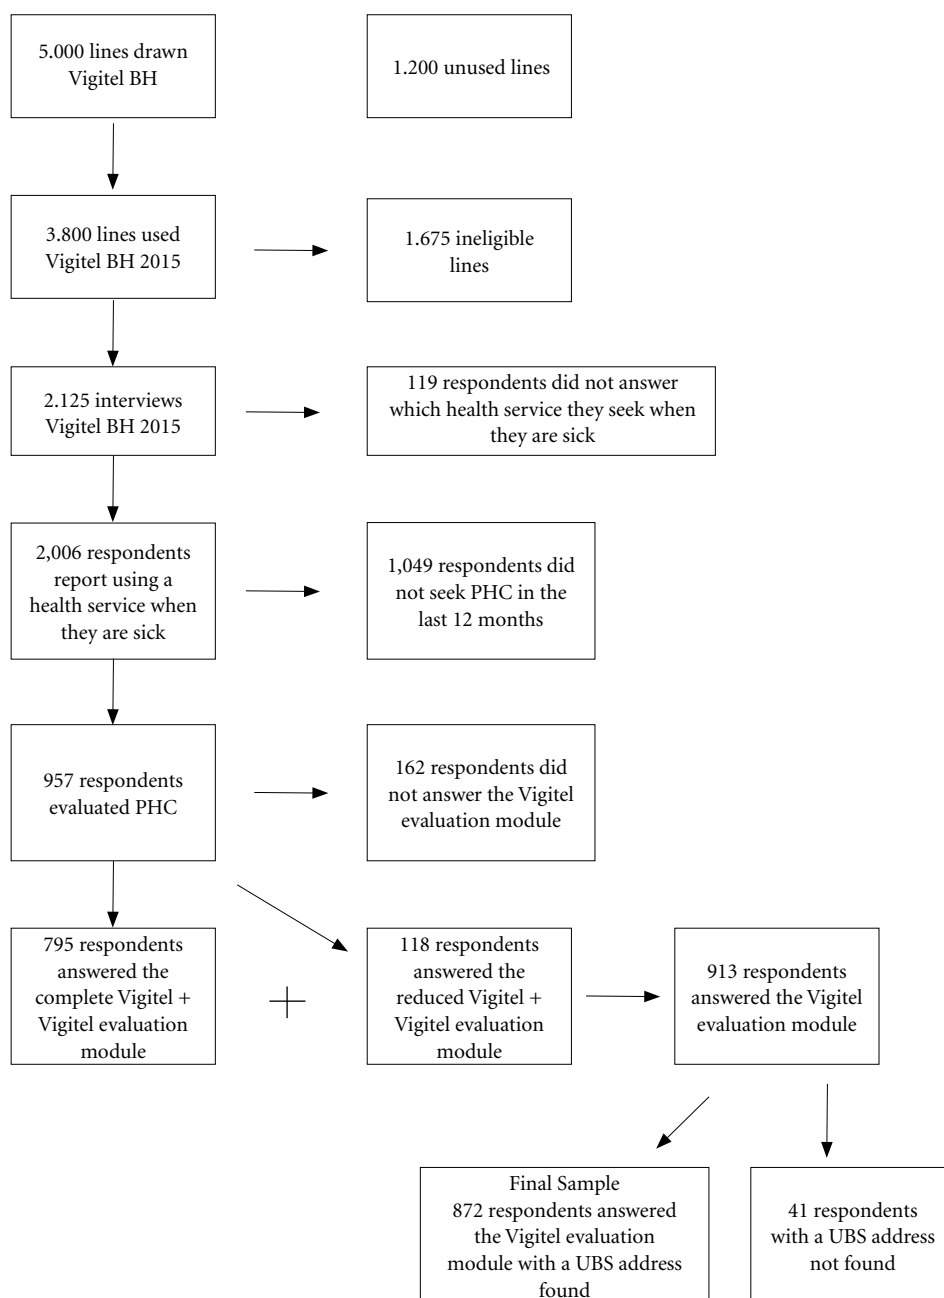 5.000 lines drawn
Vigitel BH
1.200 unused lines
3.800 lines used
Vigitel BH 2015
1.675 ineligible
lines
2.125 interviews
Vigitel BH 2015
119 respondents did not answer
which health service they seek when
they are sick
2,006 respondents
report using a
health service when
they are sick
1,049 respondents did
not seek PHC in the
last 12 months
957 respondents
evaluated PHC
162 respondents did
not answer the Vigitel
evaluation module
795 respondents
answered the
complete Vigitel +
Vigitel evaluation
module
+
118 respondents
answered the
reduced Vigitel +
Vigitel evaluation
module
913 respondents
answered the Vigitel
evaluation module
Final Sample
872 respondents answered
the Vigitel evaluation
module with a UBS address
found
41 respondents
with a UBS address
not found